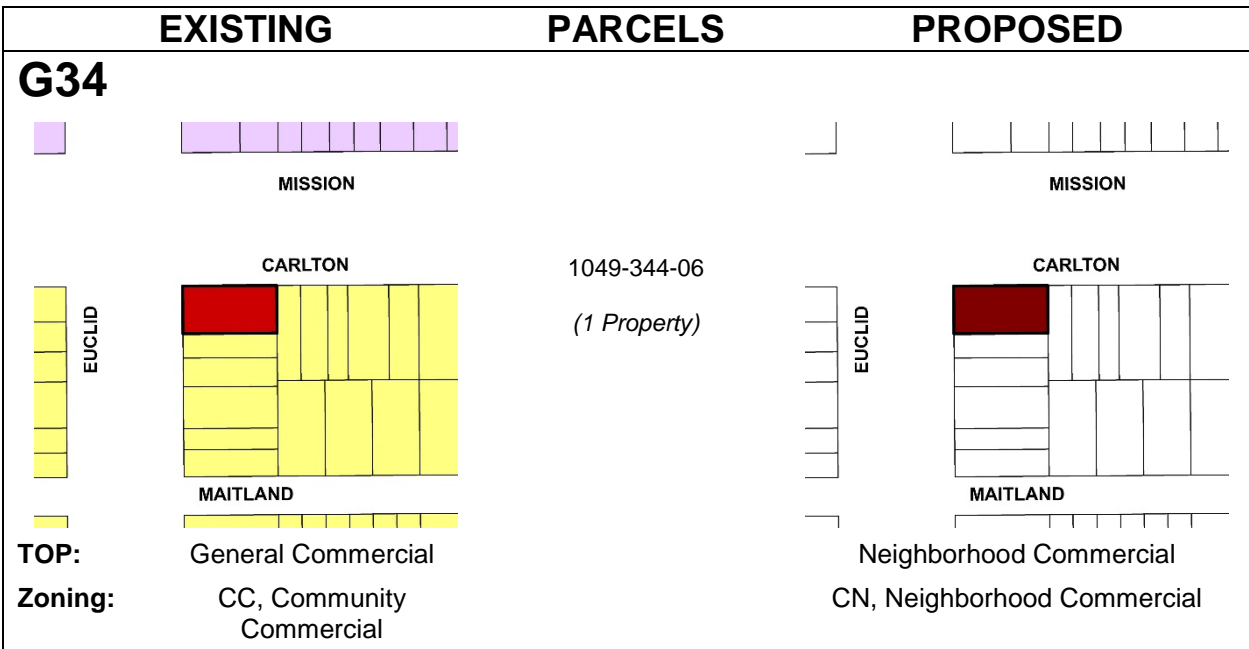 EXISTING PARCELS PROPOSED
G34
MISSION
MISSION
CARLTON
1049-344-06
CARLTON
EUCLID
(1 Property)
EUCLID
MAITLAND
MAITLAND
TOP: General Commercial Neighborhood Commercial
Zoning: CC, Community CN, Neighborhood Commercial
Commercial